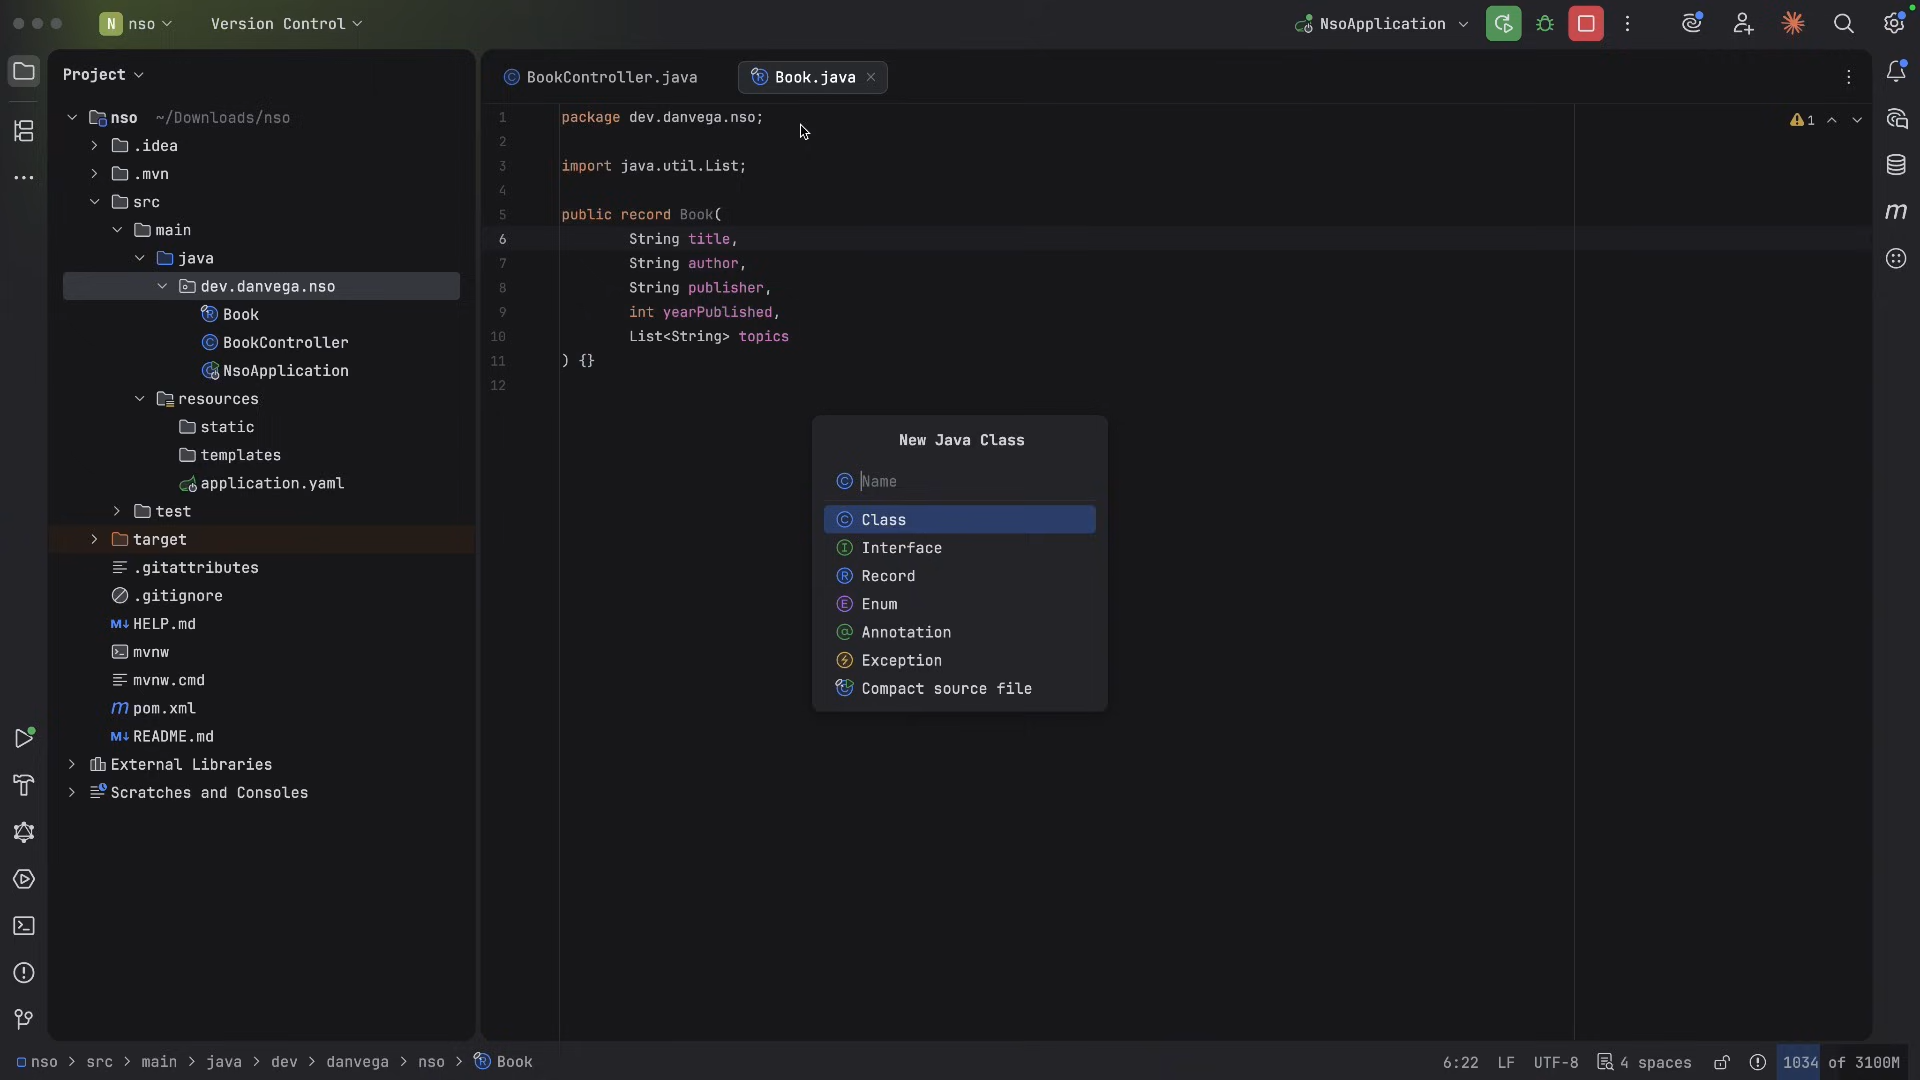 N nso
Version Control
NsoApplication
Project
BookController.java
Book.java
nso ~/Downloads/nso
.idea
.mvn
src
main
java
dev.danvega.nso
Book
BookController
NsoApplication
resources
static
templates
application.yaml
test
target
.gitattributes
.gitignore
M↓ HELP.md
mvnw
mvnw.cmd
m pom.xml
M↓ README.md
External Libraries
Scratches and Consoles
1 package dev.danvega.nso;
2
3 import java.util.List;
4
5 public record Book(
6 String title,
7 String author,
8 String publisher,
9 int yearPublished,
10 List<String> topics
11 ) {}
12
1
m
New Java Class
C Name
C Class
I Interface
R Record
E Enum
@ Annotation
Exception
Compact source file
nso > src > main > java > dev > danvega > nso > Book
6:22 LF UTF-8 4 spaces 1034 of 3100M